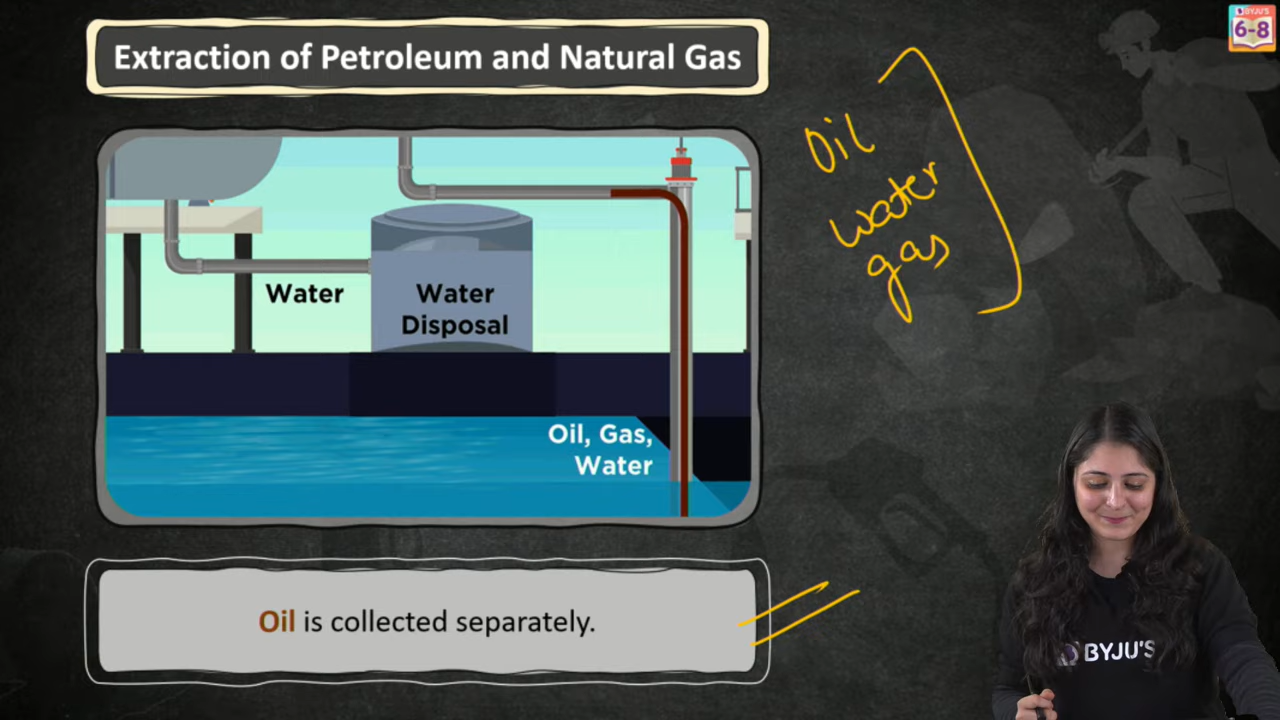 Extraction of Petroleum and Natural Gas
BYJU'S
6-8
Oil
water
gas
Water
Water
Disposal
Oil, Gas,
Water
Oil is collected separately.
BYJU'S